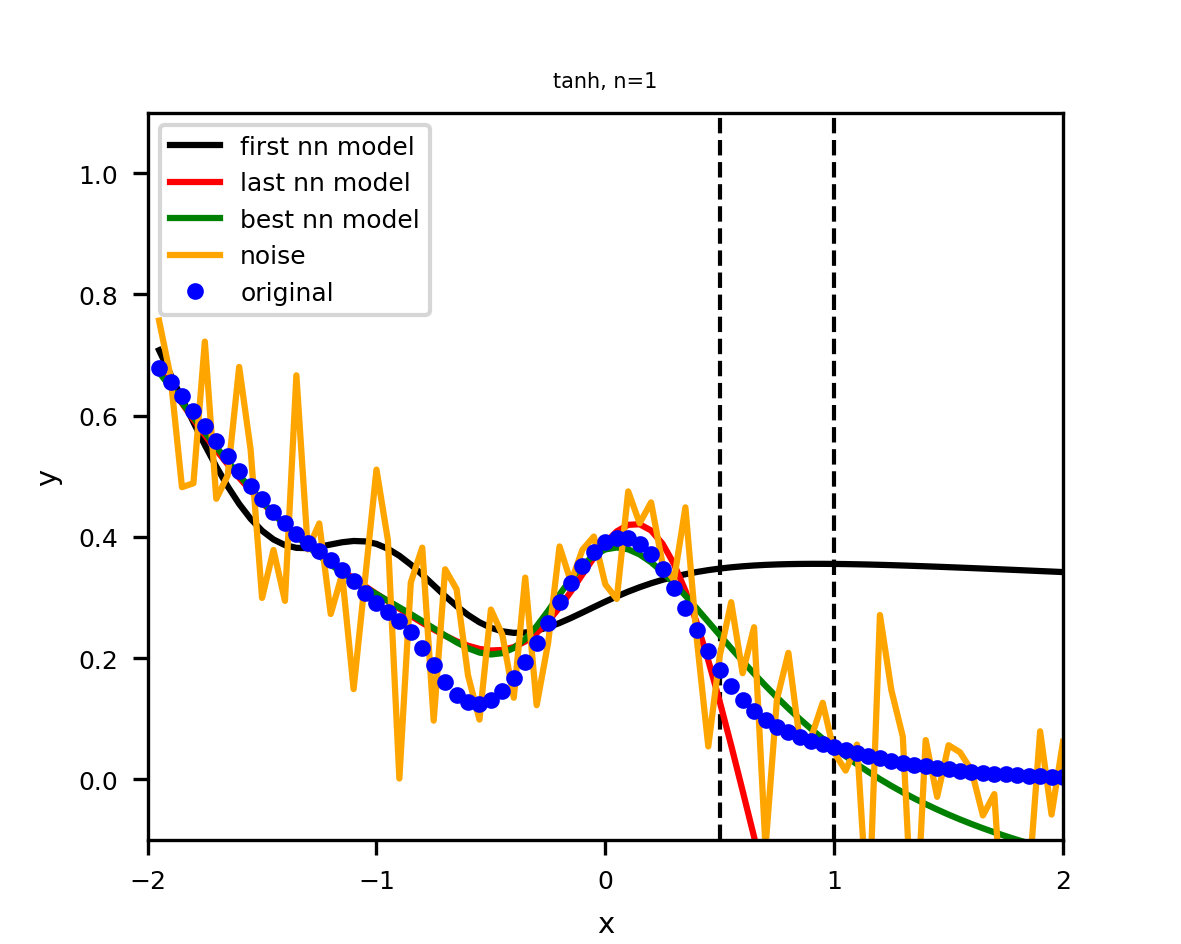 tanh, n=1
first nn model
last nn model
best nn model
noise
original
1.0
0.8
0.6
0.4
0.2
0.0
y
−2
−1
0
1
2
x